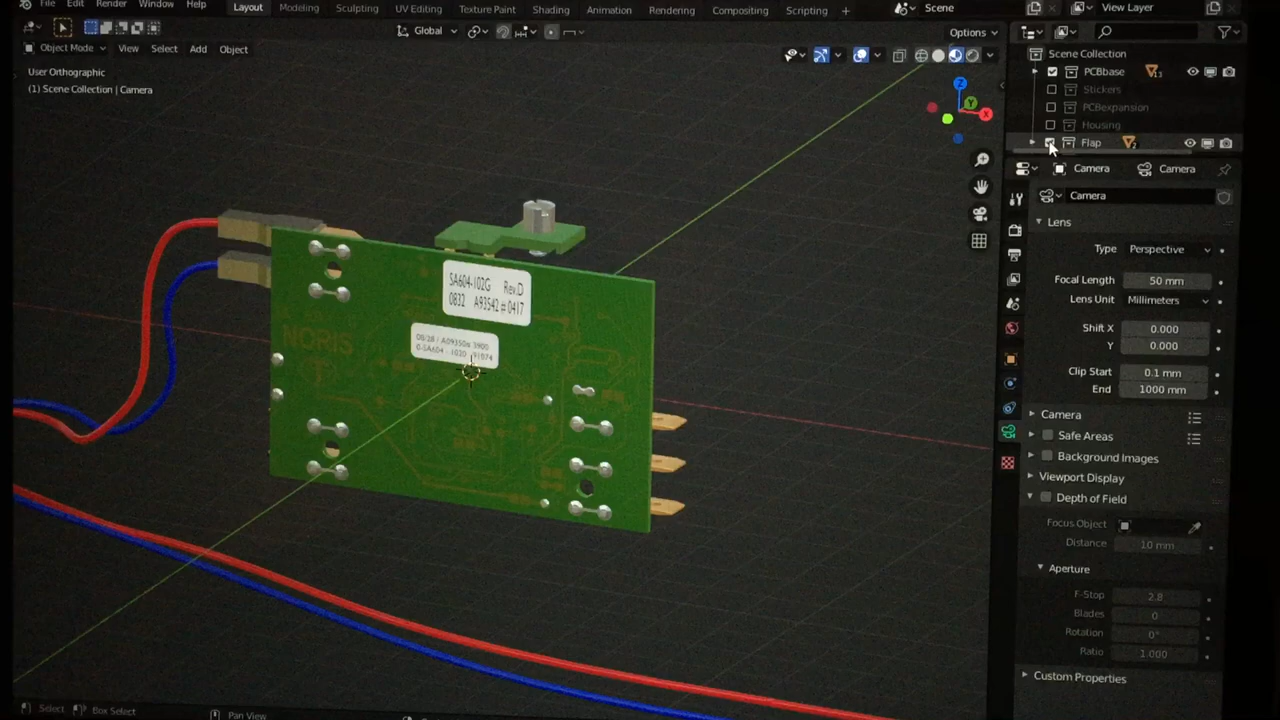 File Edit Render Window Help Layout Modeling Sculpting UV Editing Texture Paint Shading Animation Rendering Compositing Scripting + Scene View Layer
Global Options
Object Mode View Select Add Object
User Orthographic
(1) Scene Collection | Camera
Z
Y
X
Scene Collection
PCBbase 13
Stickers
PCBexpansion
Housing
Flap 2
Camera Camera
Camera
Lens
Type Perspective
Focal Length 50 mm
Lens Unit Millimeters
Shift X 0.000
Y 0.000
Clip Start 0.1 mm
End 1000 mm
Camera
Safe Areas
Background Images
Viewport Display
Depth of Field
Focus Object
Distance 10 mm
Aperture
F-Stop 2.8
Blades 0
Rotation 0°
Ratio 1.000
Custom Properties
SA604-102G Rev.D
0832 A93542 # 0417
NORIS
Select Box Select Pan View